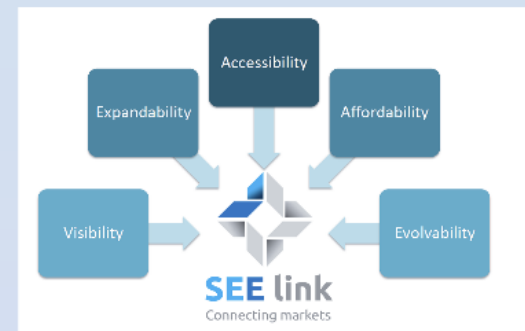 Accessibility
Expandability
Affordability
Visibility
Evolvability
SEE link
Connecting markets